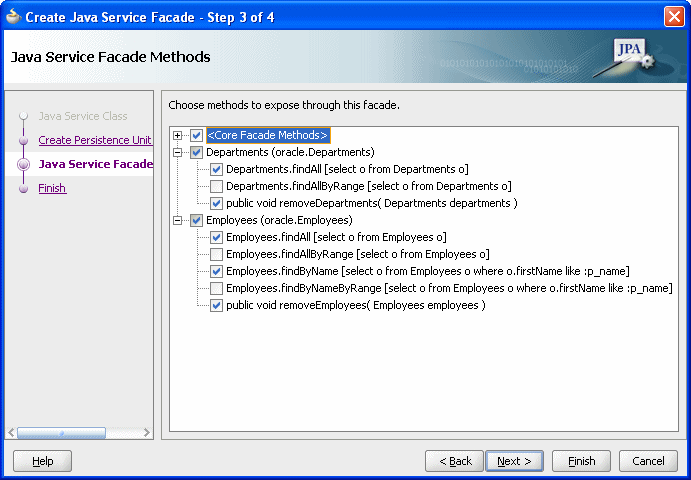 Create Java Service Facade - Step 3 of 4
Java Service Facade Methods
JPA
010101010101010101010
0101010101
Java Service Class
Create Persistence Unit
Java Service Facade
Finish
Choose methods to expose through this facade.
<Core Facade Methods>
Departments (oracle.Departments)
Departments.findAll [select o from Departments o]
Departments.findAllByRange [select o from Departments o]
public void removeDepartments( Departments departments )
Employees (oracle.Employees)
Employees.findAll [select o from Employees o]
Employees.findAllByRange [select o from Employees o]
Employees.findByName [select o from Employees o where o.firstName like :p_name]
Employees.findByNameByRange [select o from Employees o where o.firstName like :p_name]
public void removeEmployees( Employees employees )
Help
< Back
Next >
Finish
Cancel